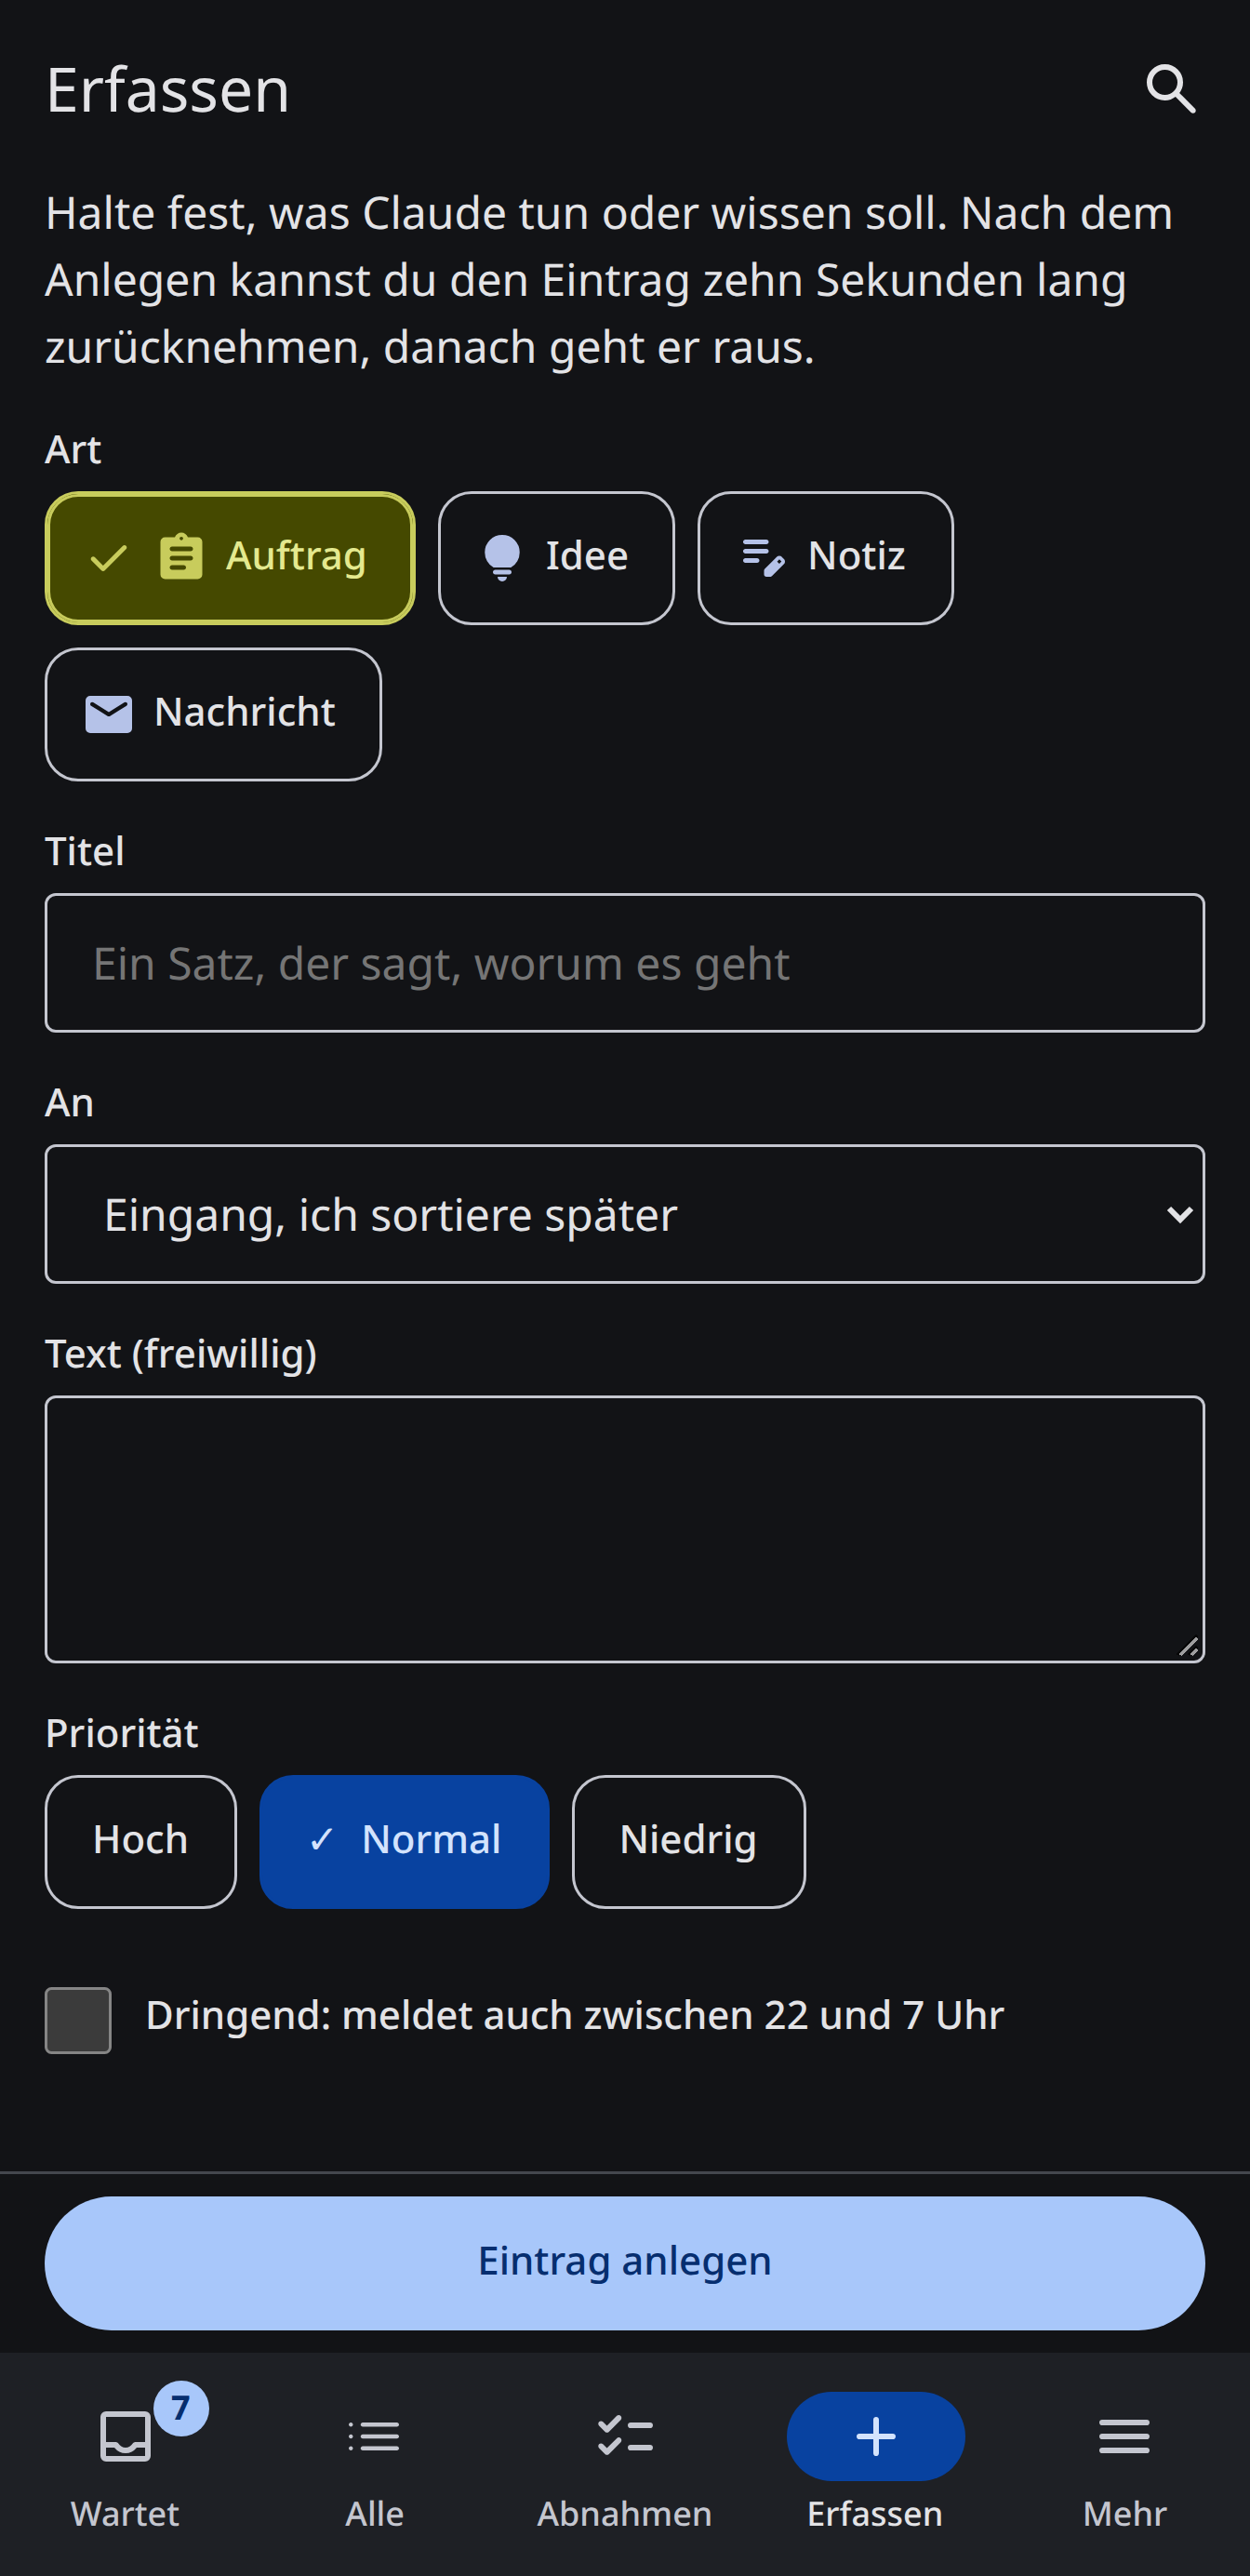 Erfassen
Halte fest, was Claude tun oder wissen soll. Nach dem
Anlegen kannst du den Eintrag zehn Sekunden lang
zurücknehmen, danach geht er raus.
Art
Auftrag
Idee
Notiz
Nachricht
Titel
Ein Satz, der sagt, worum es geht
An
Eingang, ich sortiere später
Text (freiwillig)
Priorität
Hoch
✓ Normal
Niedrig
Dringend: meldet auch zwischen 22 und 7 Uhr
Eintrag anlegen
7
Wartet
Alle
Abnahmen
Erfassen
Mehr